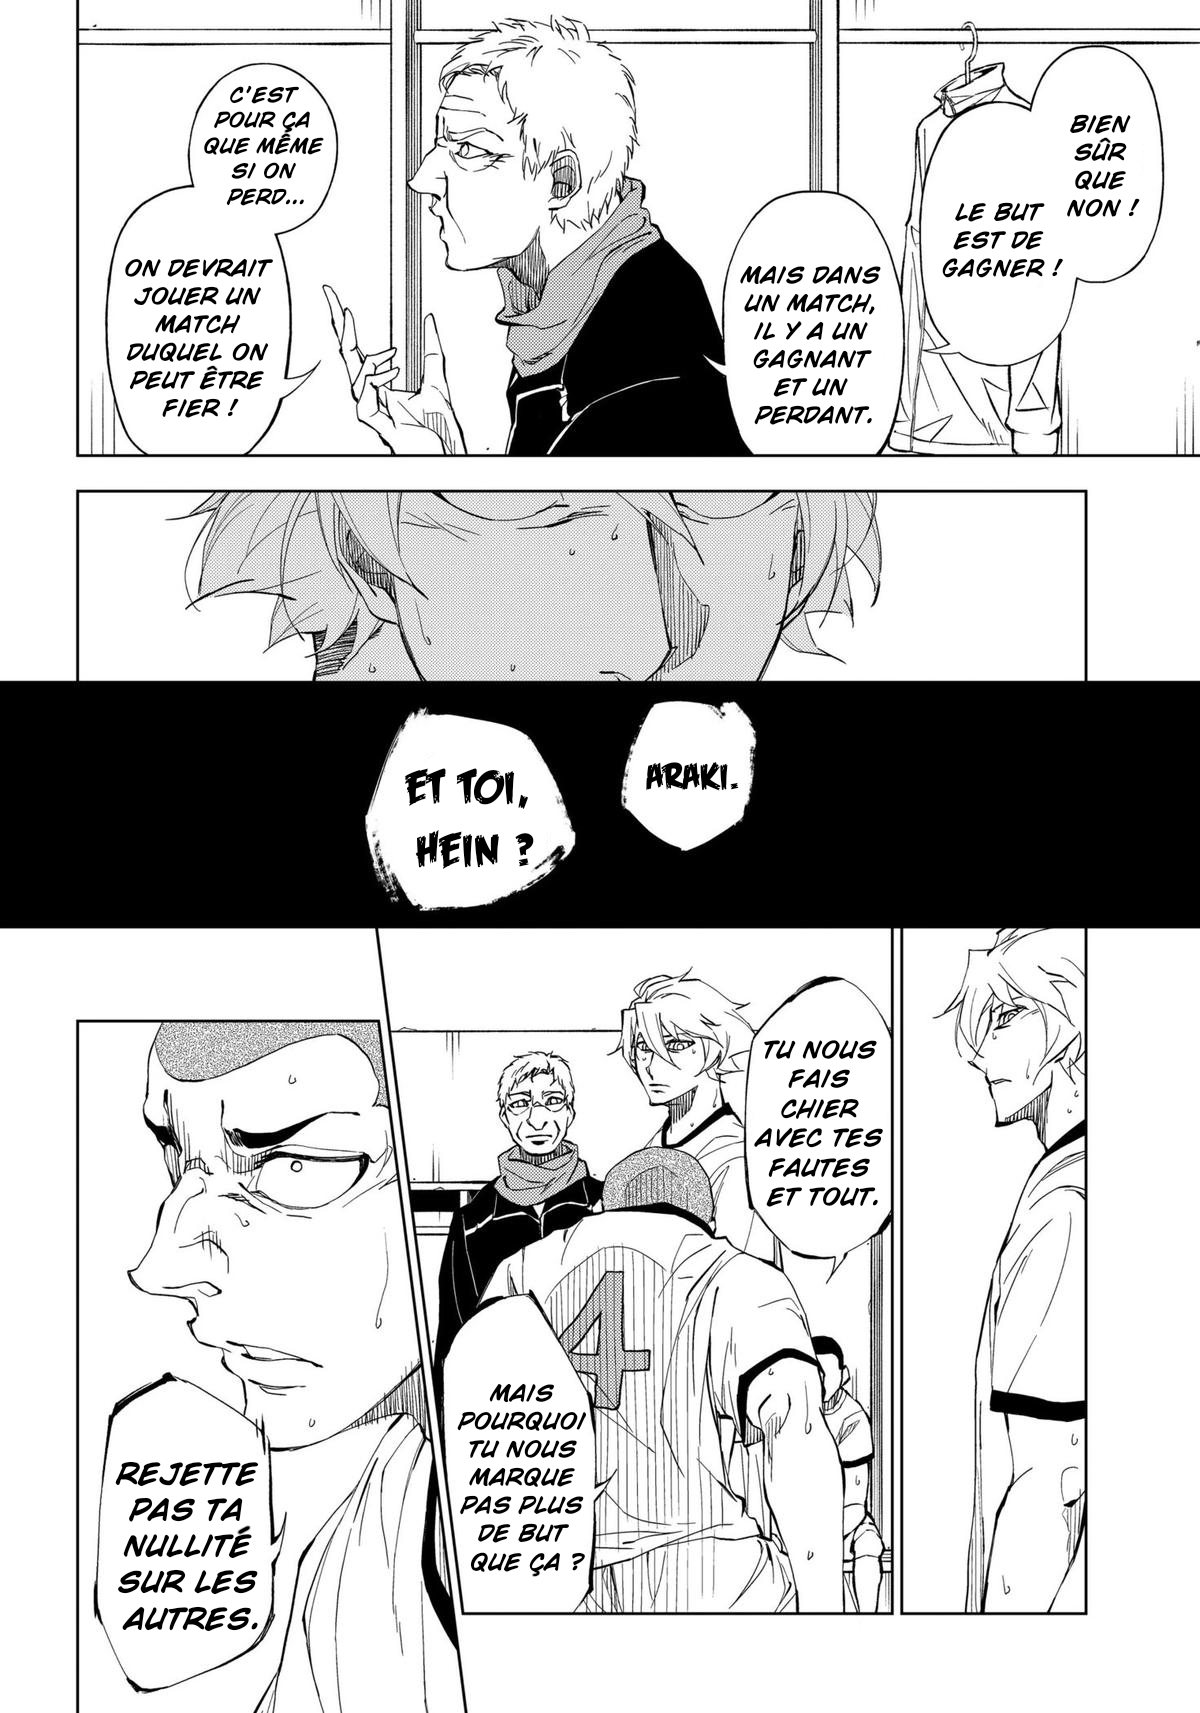 BIEN
SÛR
QUE
NON !
LE BUT
EST DE
GAGNER !
MAIS DANS
UN MATCH,
IL Y A UN
GAGNANT
ET UN
PERDANT.
C'EST
POUR ÇA
QUE MÊME
SI ON
PERD...
ON DEVRAIT
JOUER UN
MATCH
DUQUEL ON
PEUT ÊTRE
FIER !
ARAKI.
ET TOI,
HEIN ?
TU NOUS
FAIS
CHIER
AVEC TES
FAUTES
ET TOUT.
4
MAIS
POURQUOI
TU NOUS
MARQUE
PAS PLUS
DE BUT
QUE ÇA ?
REJETTE
PAS TA
NULLITÉ
SUR LES
AUTRES.